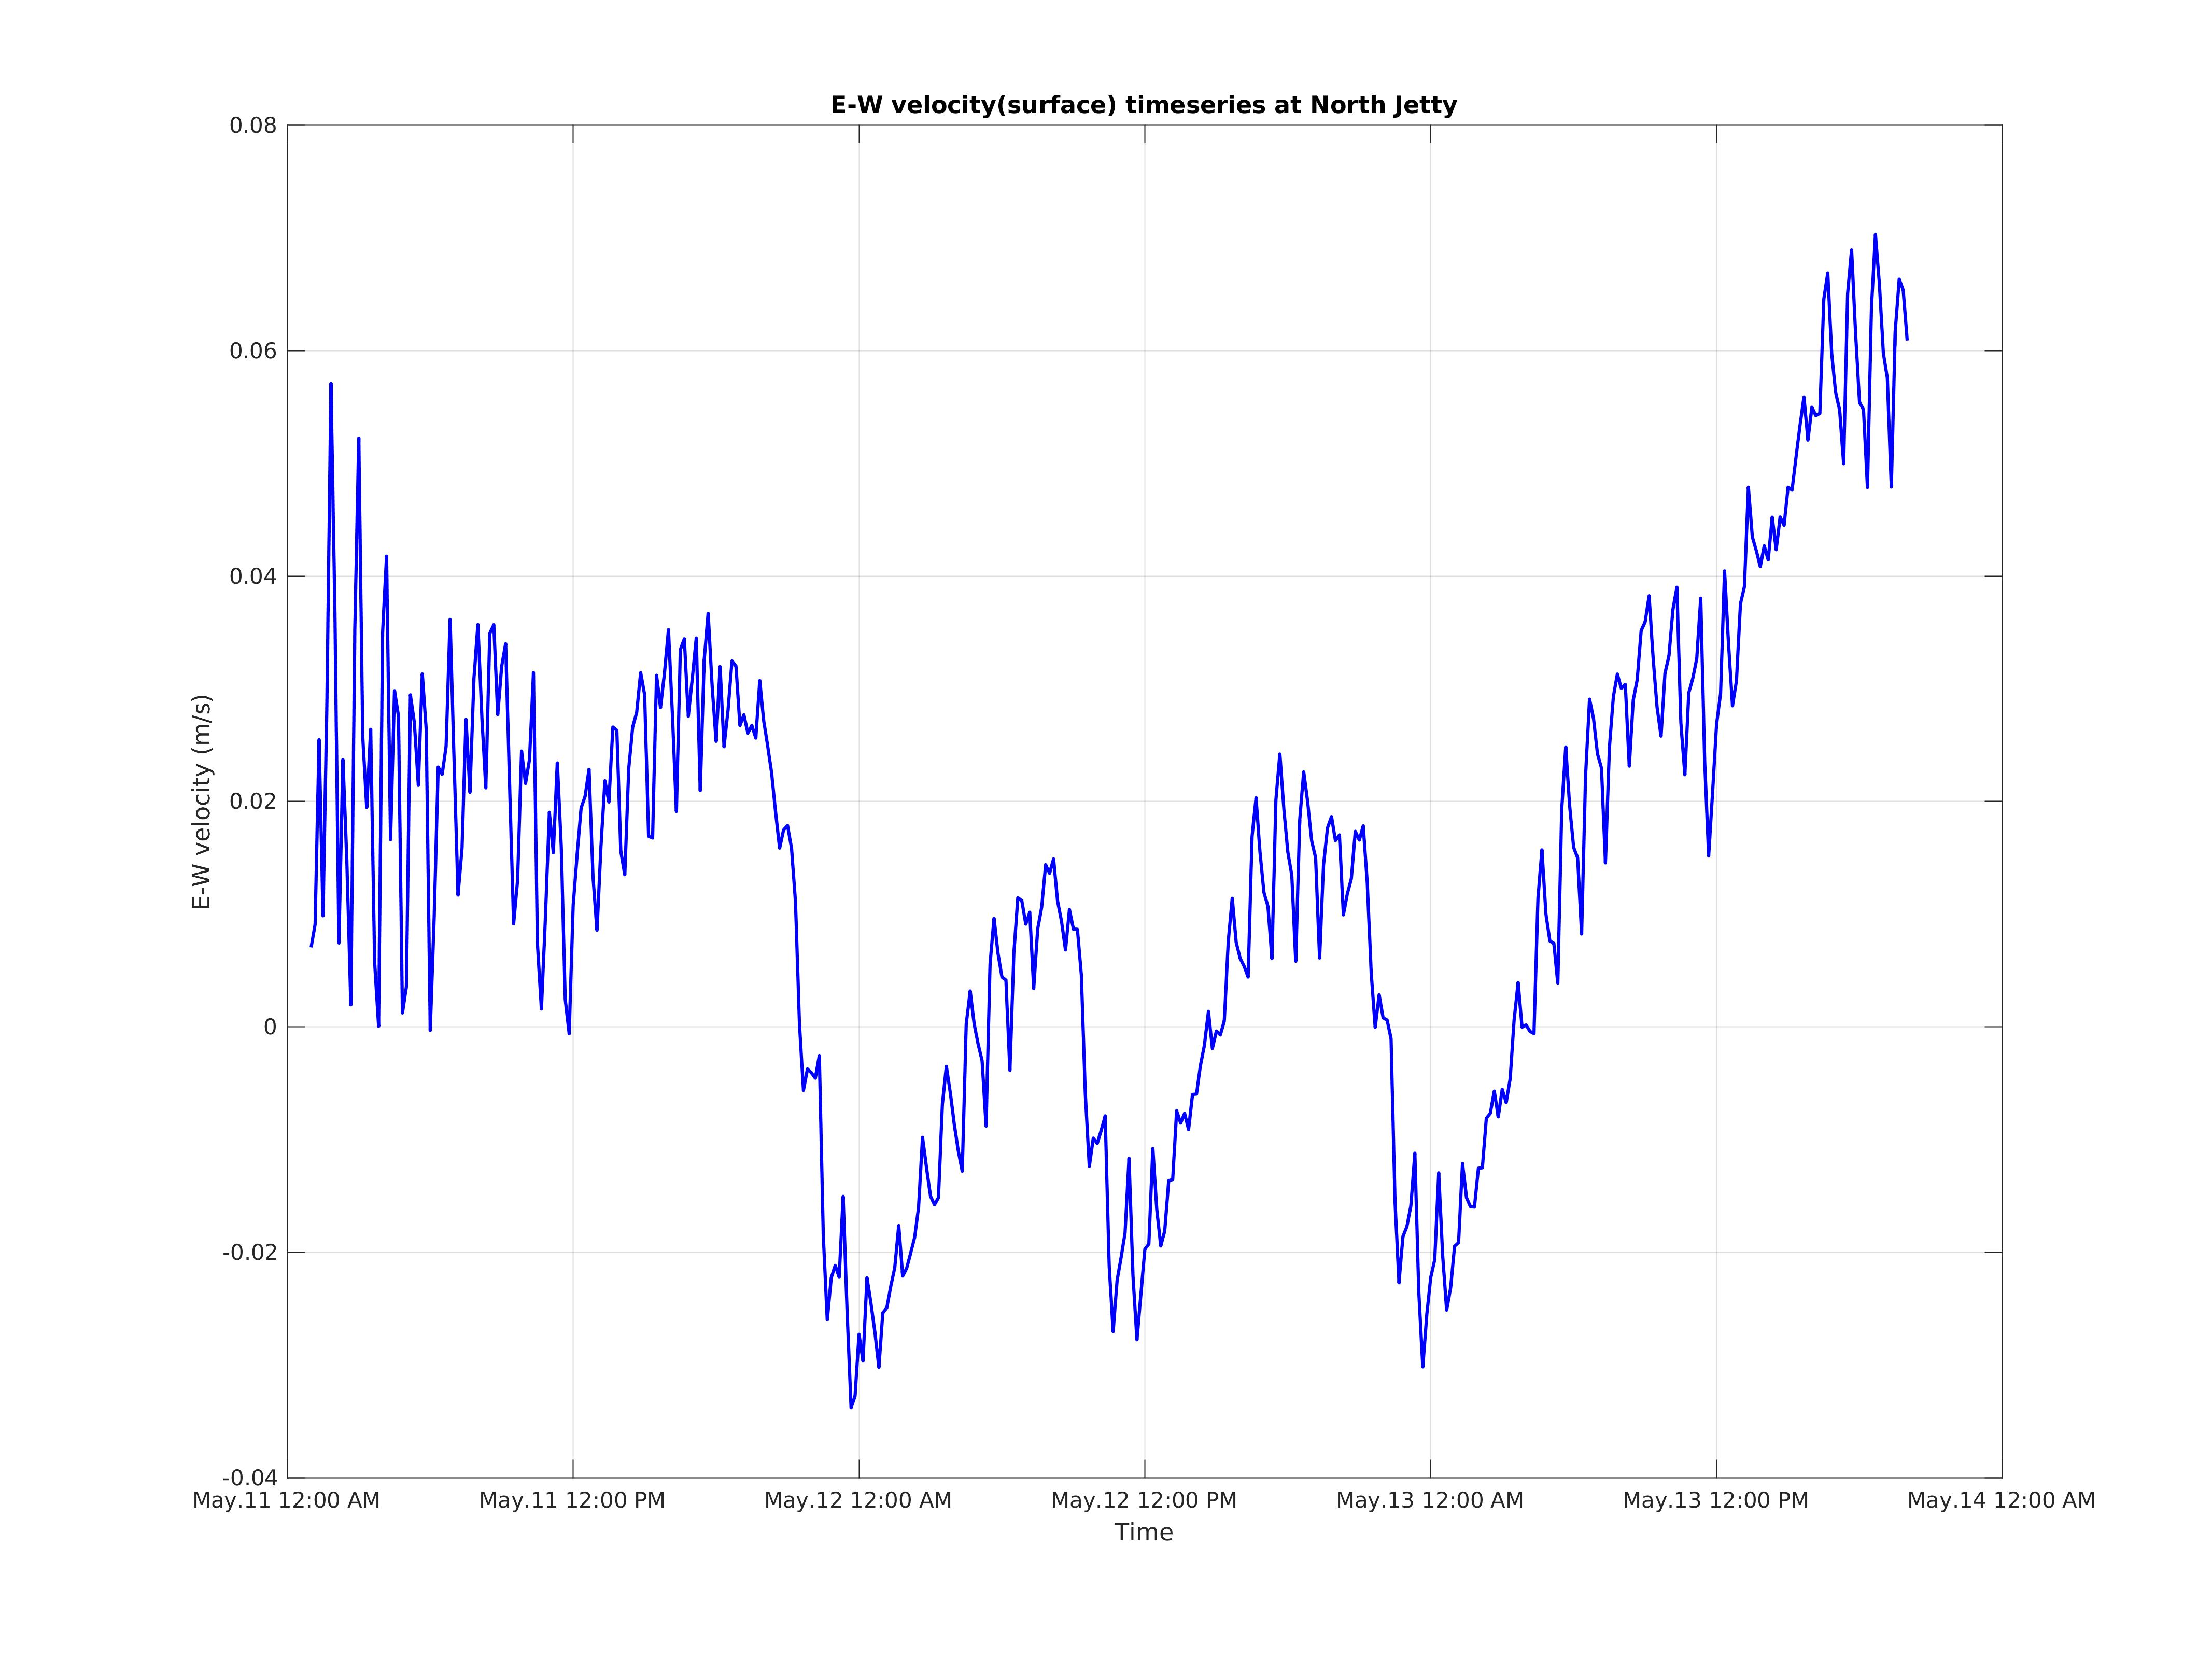 E-W velocity(surface) timeseries at North Jetty
0.08
0.06
0.04
0.02
0
-0.02
-0.04
E-W velocity (m/s)
May.11 12:00 AM May.11 12:00 PM May.12 12:00 AM May.12 12:00 PM May.13 12:00 AM May.13 12:00 PM May.14 12:00 AM
Time